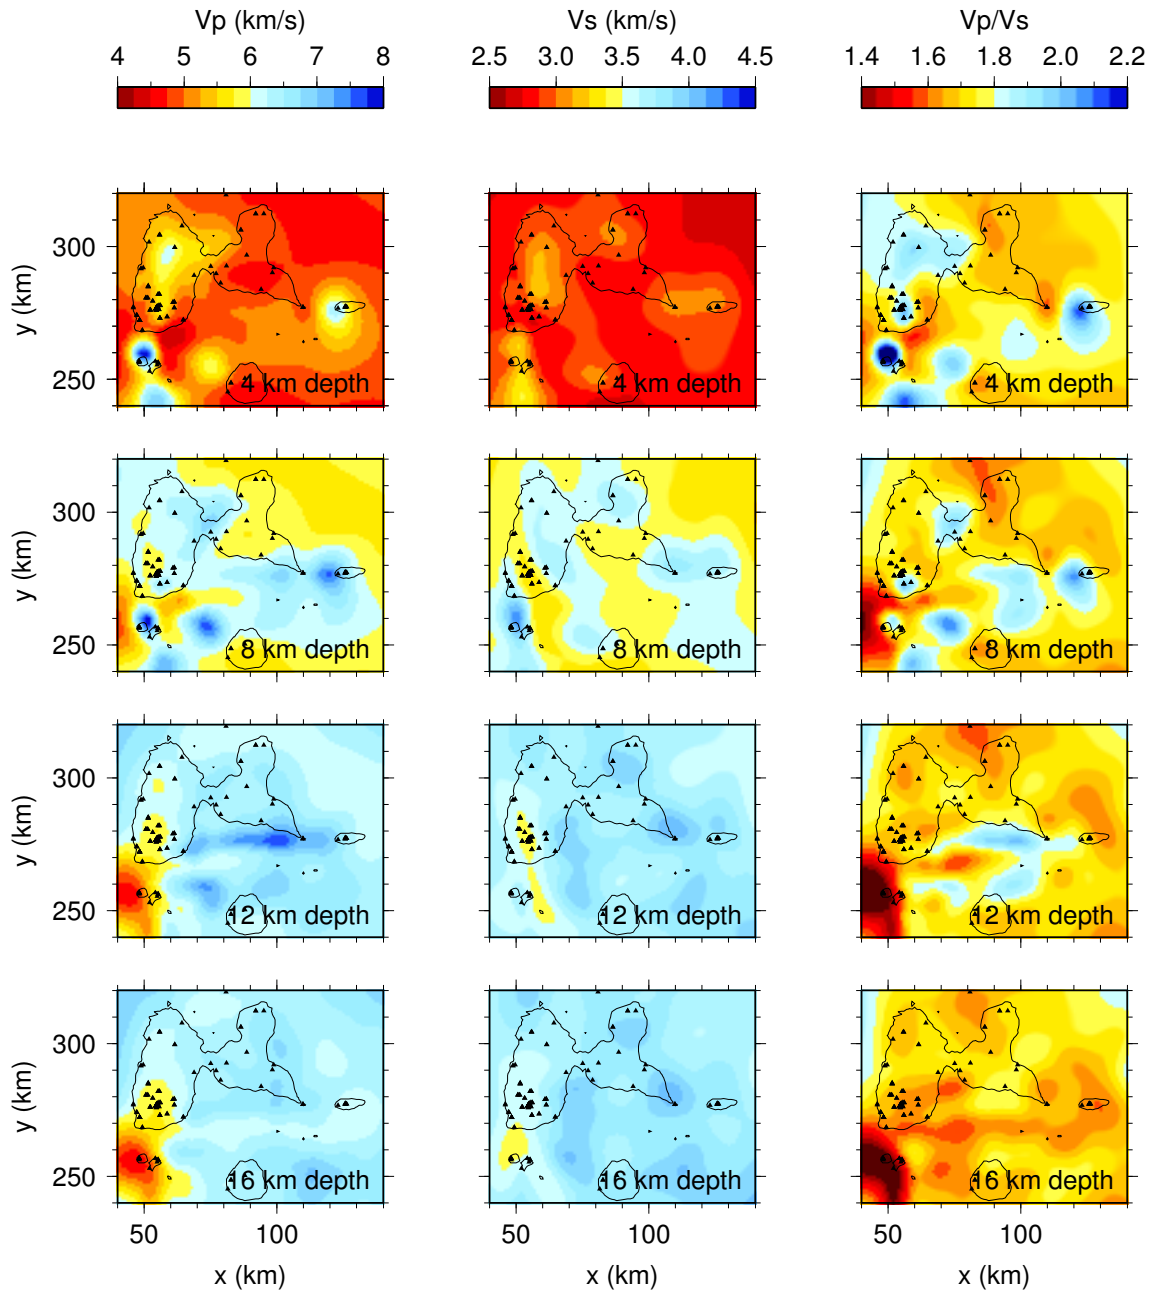 Vp (km/s) Vs (km/s) Vp/Vs
4 5 6 7 8 2.5 3.0 3.5 4.0 4.5 1.4 1.6 1.8 2.0 2.2
300
y (km)
250
4 km depth 4 km depth 4 km depth
300
y (km)
250
8 km depth 8 km depth 8 km depth
300
y (km)
250
12 km depth 12 km depth 12 km depth
300
y (km)
250
16 km depth 16 km depth 16 km depth
50 100 50 100 50 100
x (km) x (km) x (km)